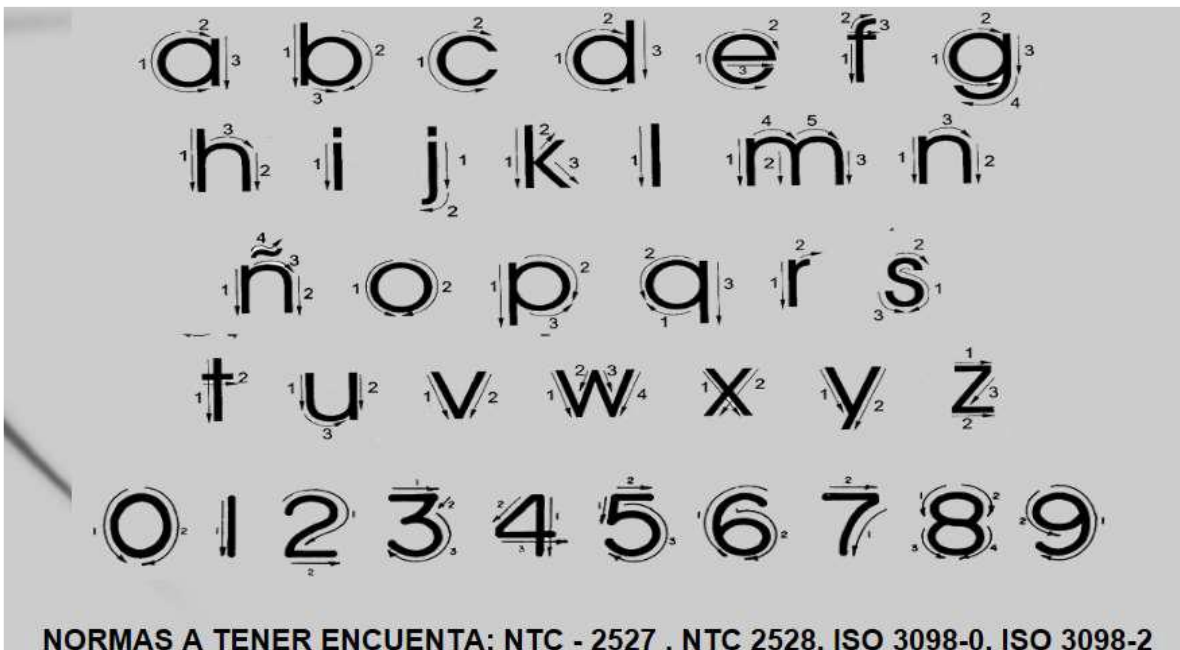 a b c d e f g
h i j k l m n
ñ o p q r s
t u v w x y z
0 1 2 3 4 5 6 7 8 9
NORMAS A TENER ENCUENTA: NTC - 2527 , NTC 2528, ISO 3098-0, ISO 3098-2